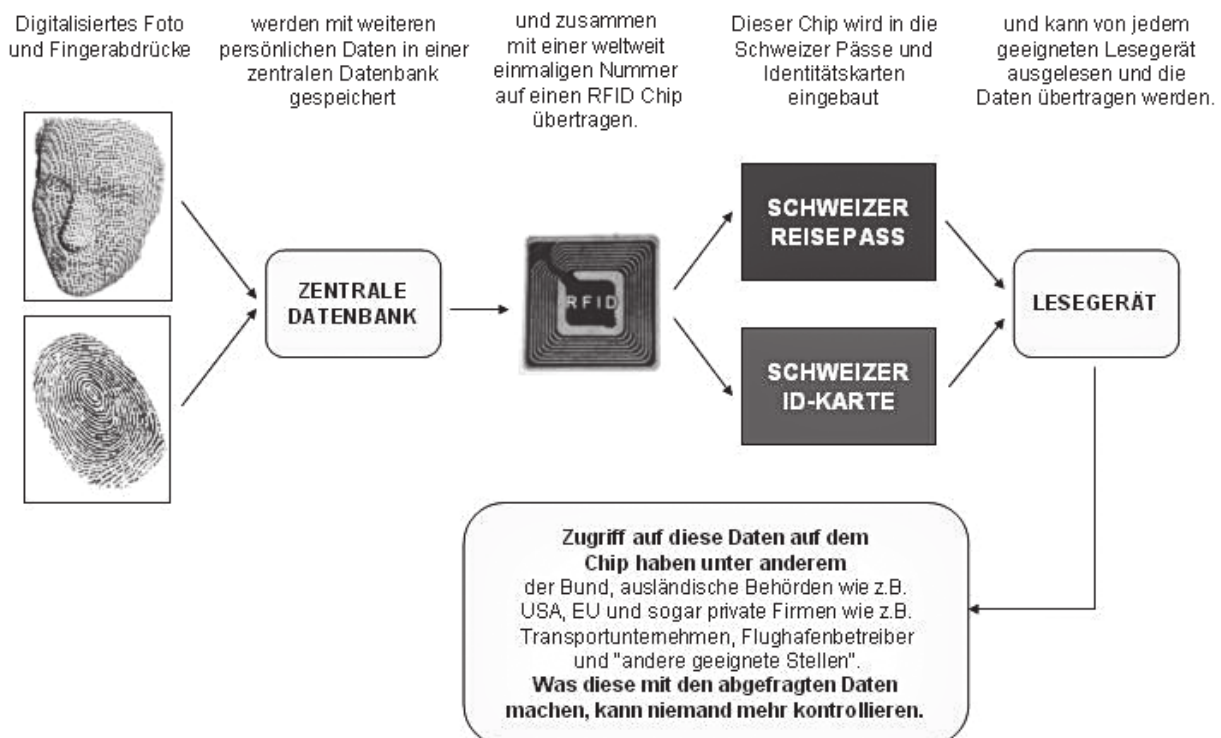 Digitalisiertes Foto
und Fingerabdrücke
werden mit weiteren
persönlichen Daten in einer
zentralen Datenbank
gespeichert
und zusammen
mit einer weltweit
einmaligen Nummer
auf einen RFID Chip
übertragen.
Dieser Chip wird in die
Schweizer Pässe und
Identitätskarten
eingebaut
und kann von jedem
geeigneten Lesegerät
ausgelesen und die
Daten übertragen werden.
ZENTRALE
DATENBANK
RFID
SCHWEIZER
REISEPASS
SCHWEIZER
ID-KARTE
LESEGERÄT
Zugriff auf diese Daten auf dem
Chip haben unter anderem
der Bund, ausländische Behörden wie z.B.
USA, EU und sogar private Firmen wie z.B.
Transportunternehmen, Flughafenbetreiber
und "andere geeignete Stellen".
Was diese mit den abgefragten Daten
machen, kann niemand mehr kontrollieren.